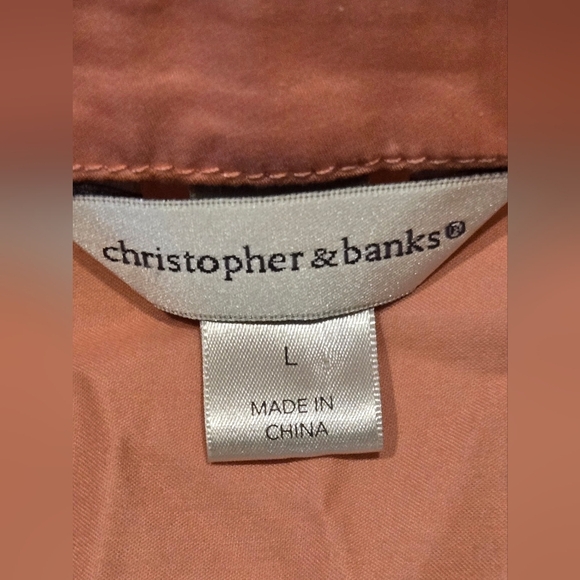 christopher & banks®
L
MADE IN
CHINA